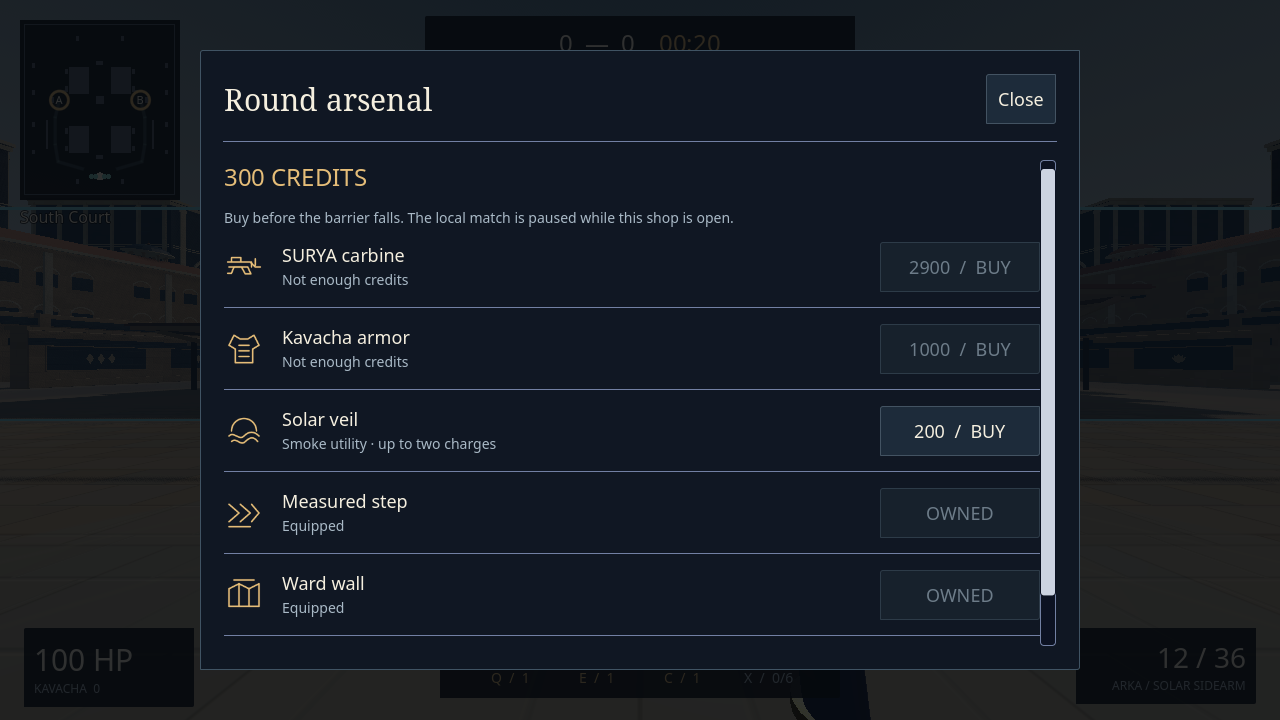 0 — 0 00:20
Round arsenal
Close
A
B
300 CREDITS
South Court
Buy before the barrier falls. The local match is paused while this shop is open.
SURYA carbine
Not enough credits
2900 / BUY
Kavacha armor
Not enough credits
1000 / BUY
Solar veil
Smoke utility · up to two charges
200 / BUY
Measured step
Equipped
OWNED
Ward wall
Equipped
OWNED
100 HP
KAVACHA 0
Q / 1 E / 1 C / 1 X / 0/6
12 / 36
ARKA / SOLAR SIDEARM